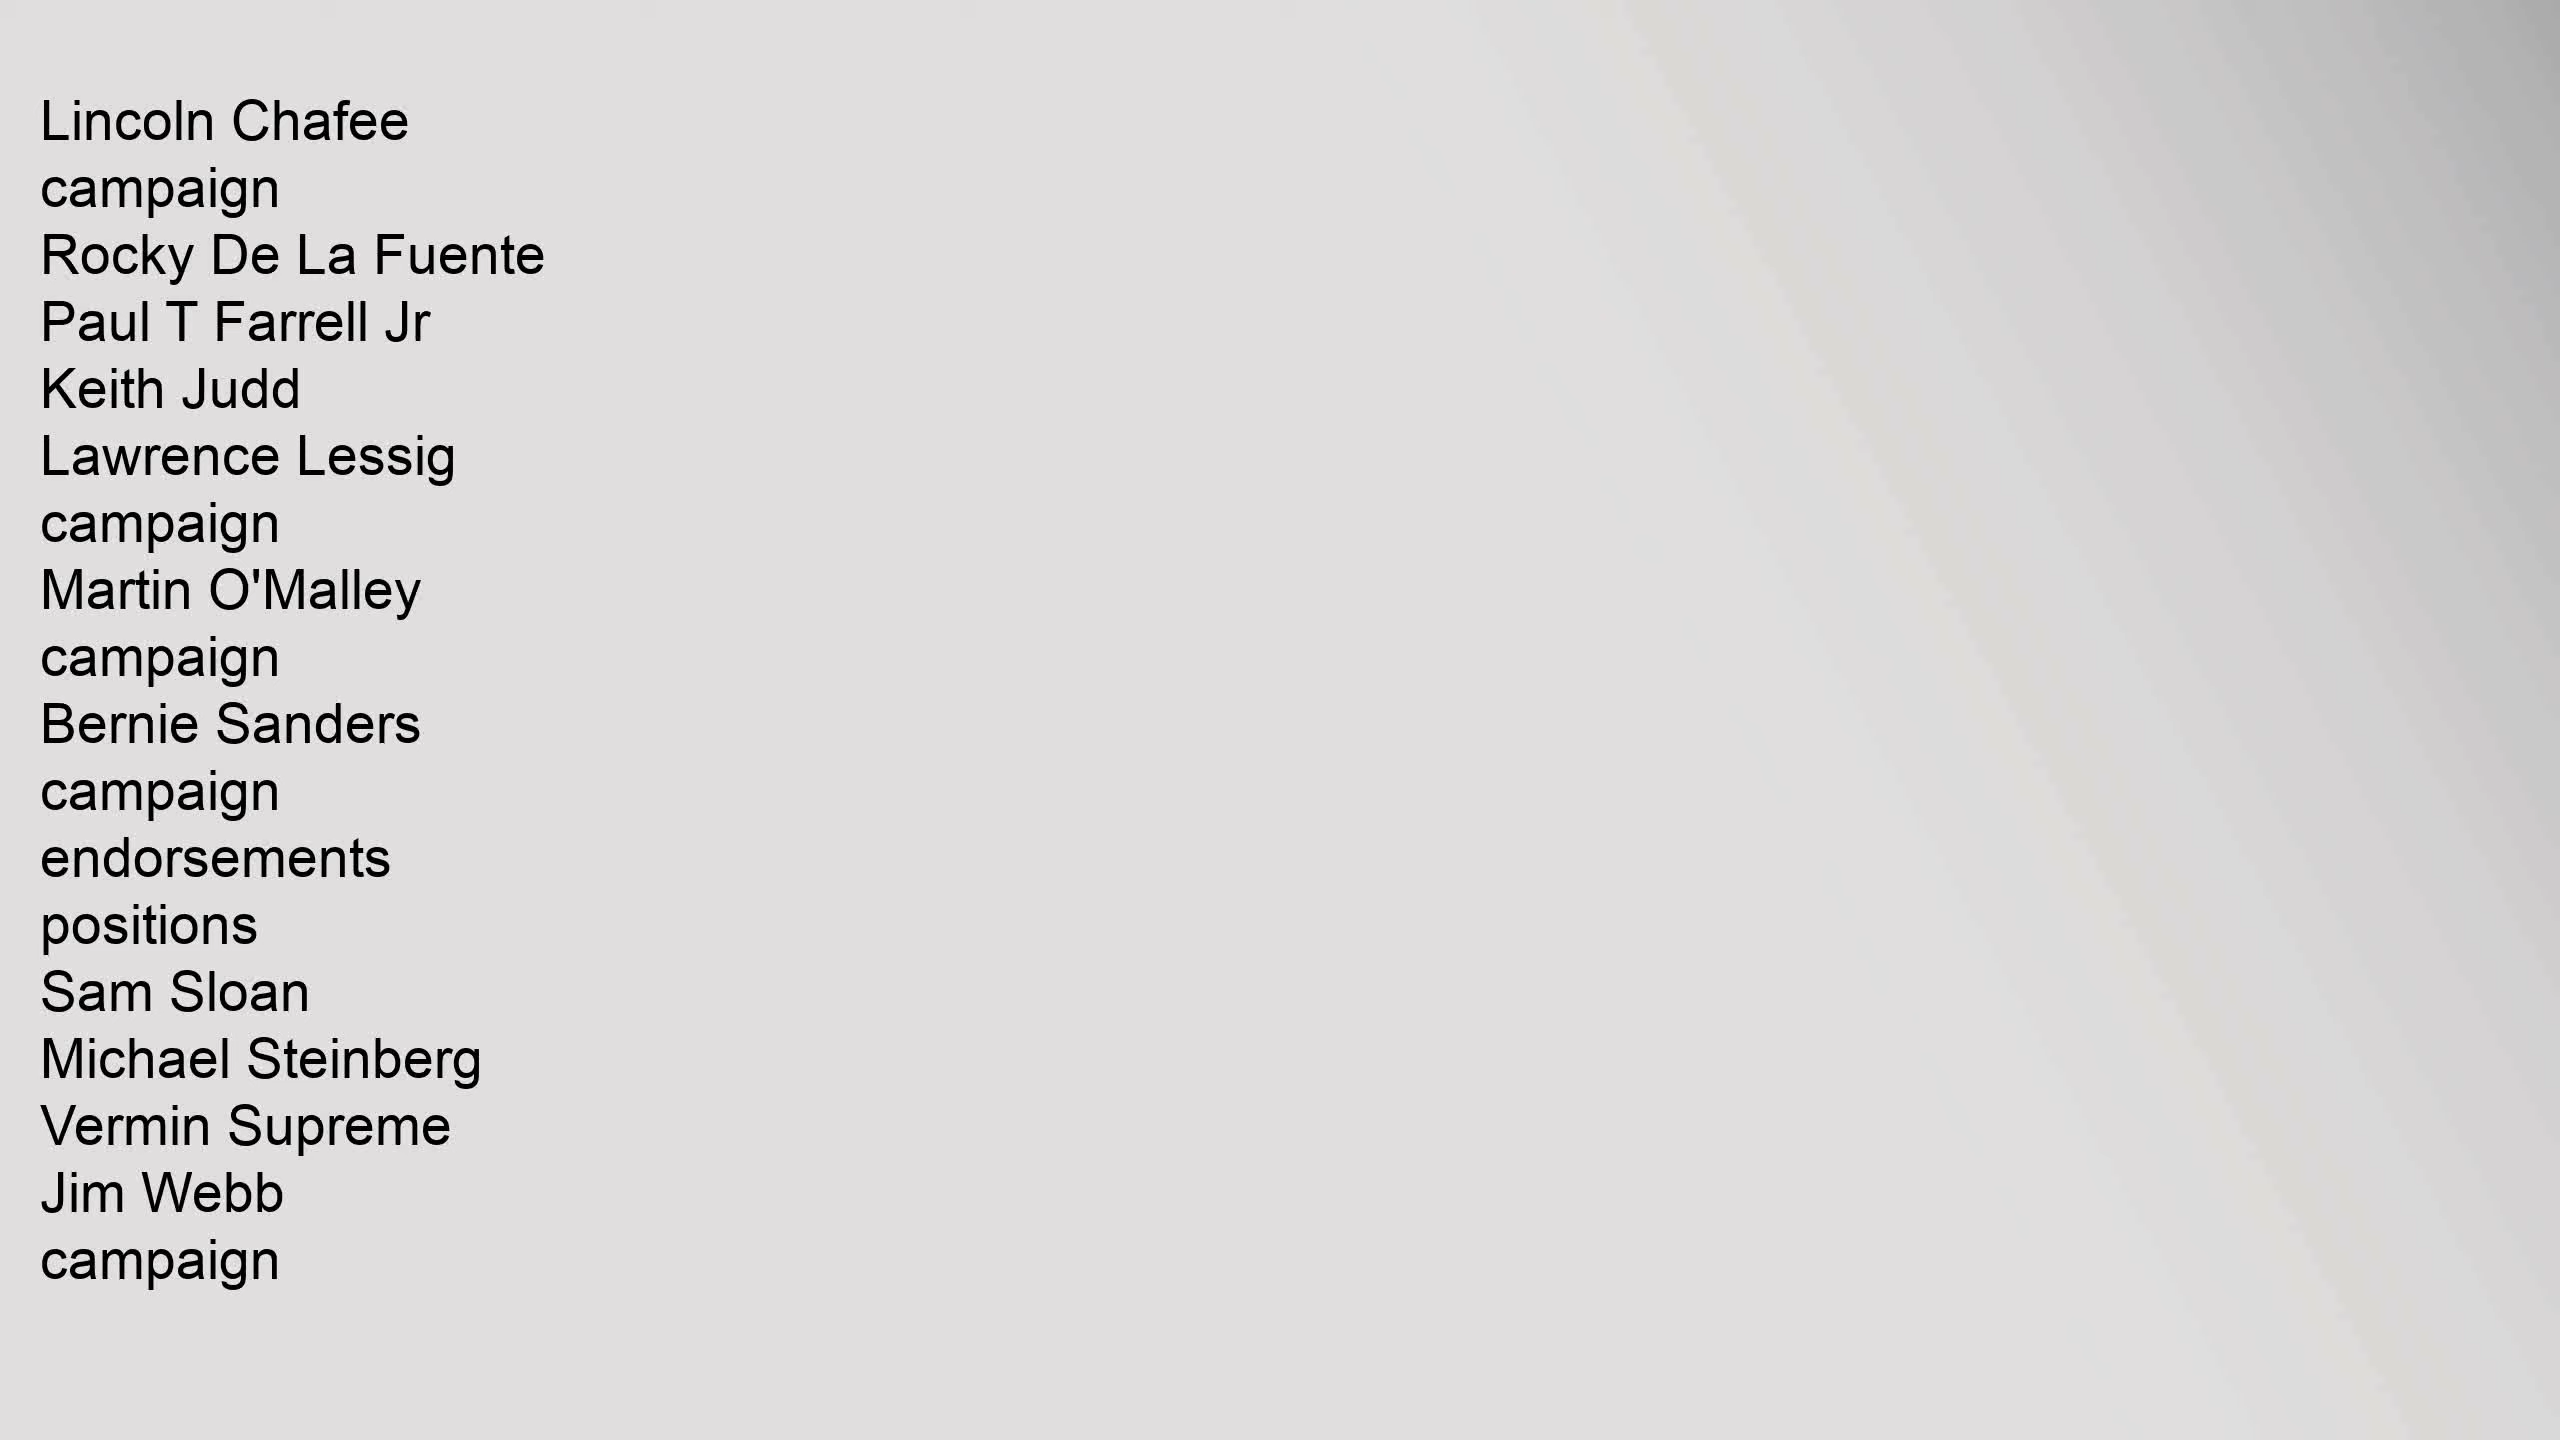 Lincoln Chafee
campaign
Rocky De La Fuente
Paul T Farrell Jr
Keith Judd
Lawrence Lessig
campaign
Martin O'Malley
campaign
Bernie Sanders
campaign
endorsements
positions
Sam Sloan
Michael Steinberg
Vermin Supreme
Jim Webb
campaign